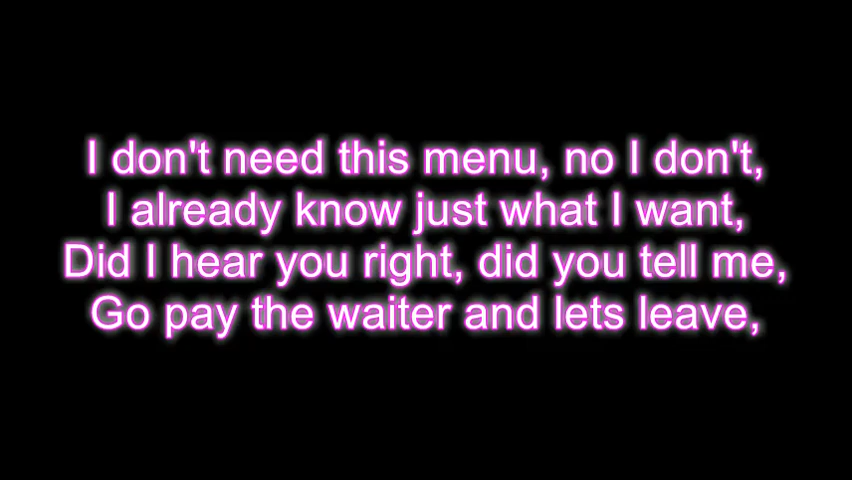 I don't need this menu, no I don't,
I already know just what I want,
Did I hear you right, did you tell me,
Go pay the waiter and lets leave,